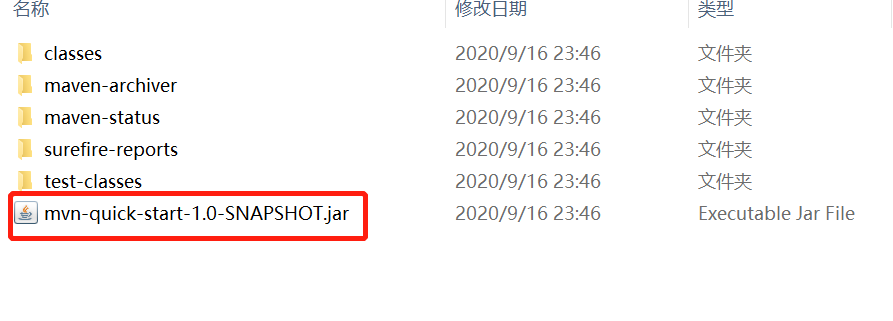 名称 修改日期 类型
classes 2020/9/16 23:46 文件夹
maven-archiver 2020/9/16 23:46 文件夹
maven-status 2020/9/16 23:46 文件夹
surefire-reports 2020/9/16 23:46 文件夹
test-classes 2020/9/16 23:46 文件夹
mvn-quick-start-1.0-SNAPSHOT.jar 2020/9/16 23:46 Executable Jar File